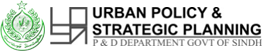 URBAN POLICY &
STRATEGIC PLANNING
P & D DEPARTMENT GOVT OF SINDH